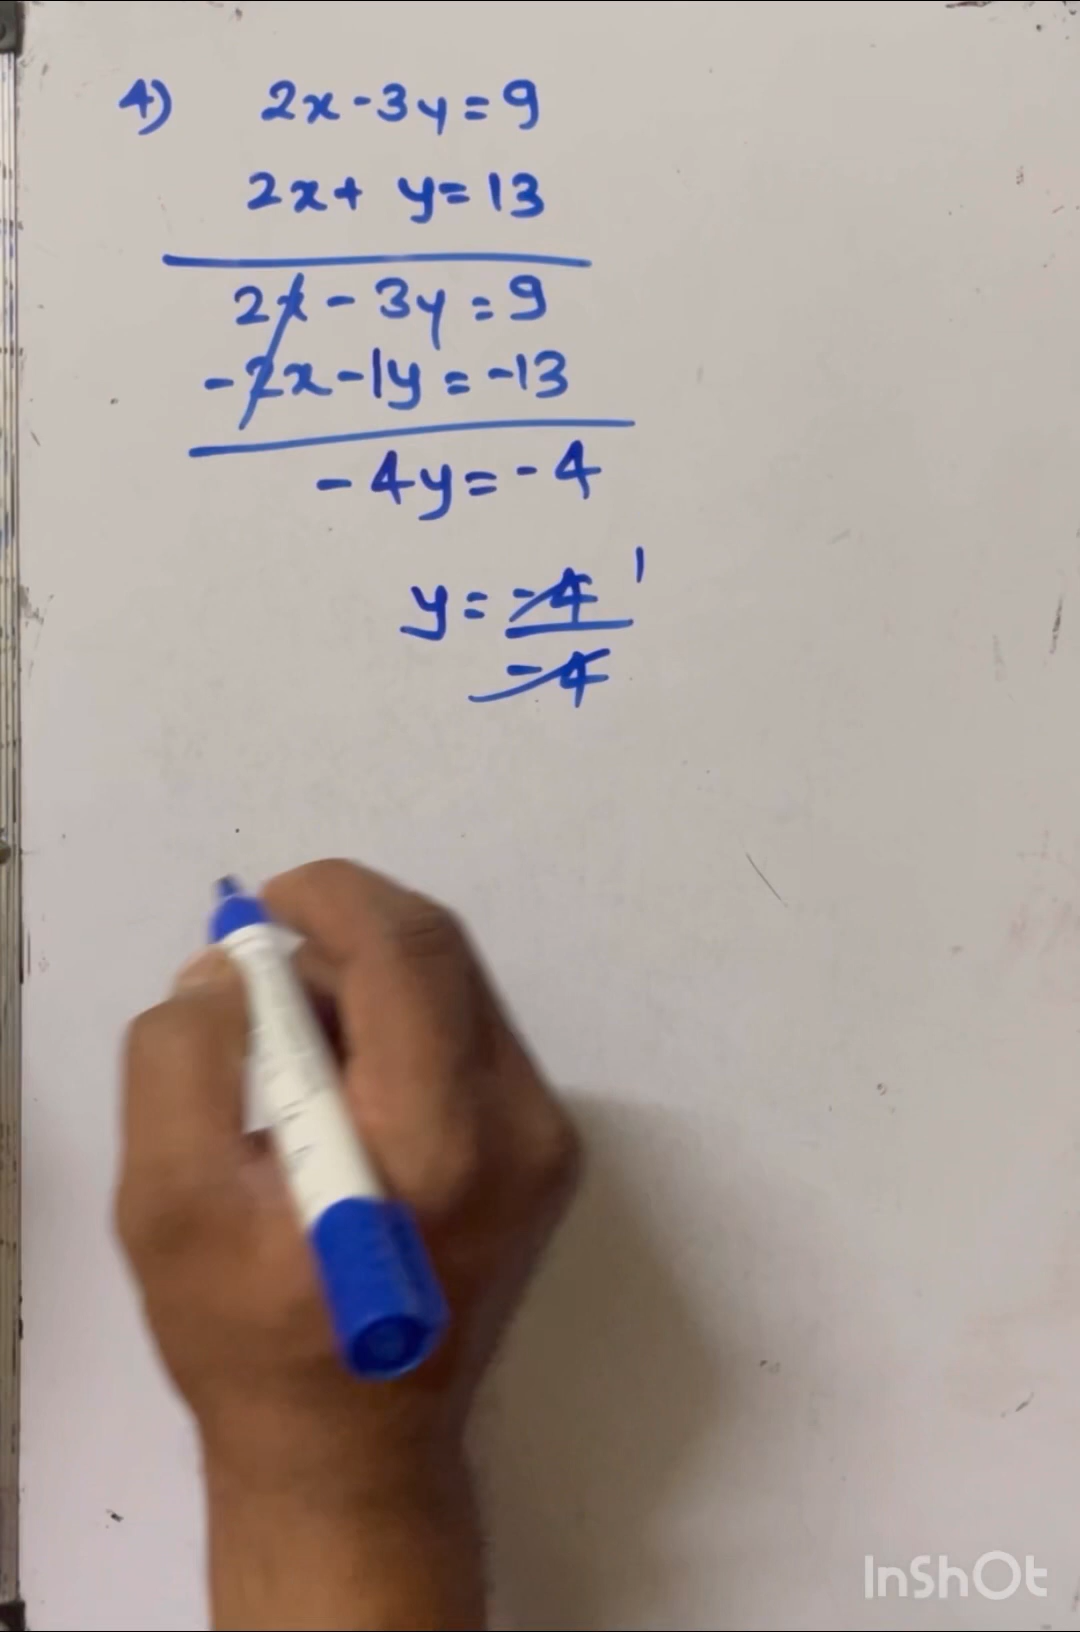 4) 2x-3y=9
2x+ y=13
2x-3y=9
-2x-1y=-13
-4y=-4
y=-4/-4 1
InShOt